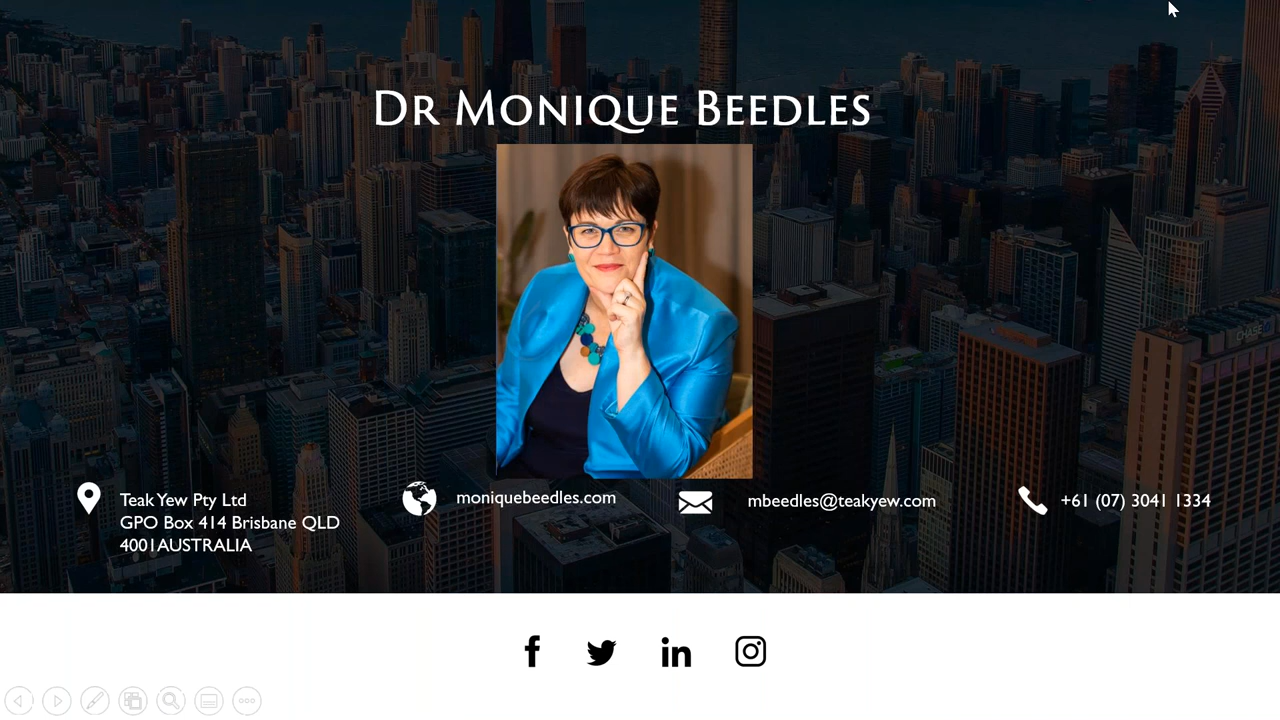 Dr Monique Beedles
Teak Yew Pty Ltd
GPO Box 414 Brisbane QLD
4001AUSTRALIA
moniquebeedles.com
mbeedles@teakyew.com
+61 (07) 3041 1334
CHASE